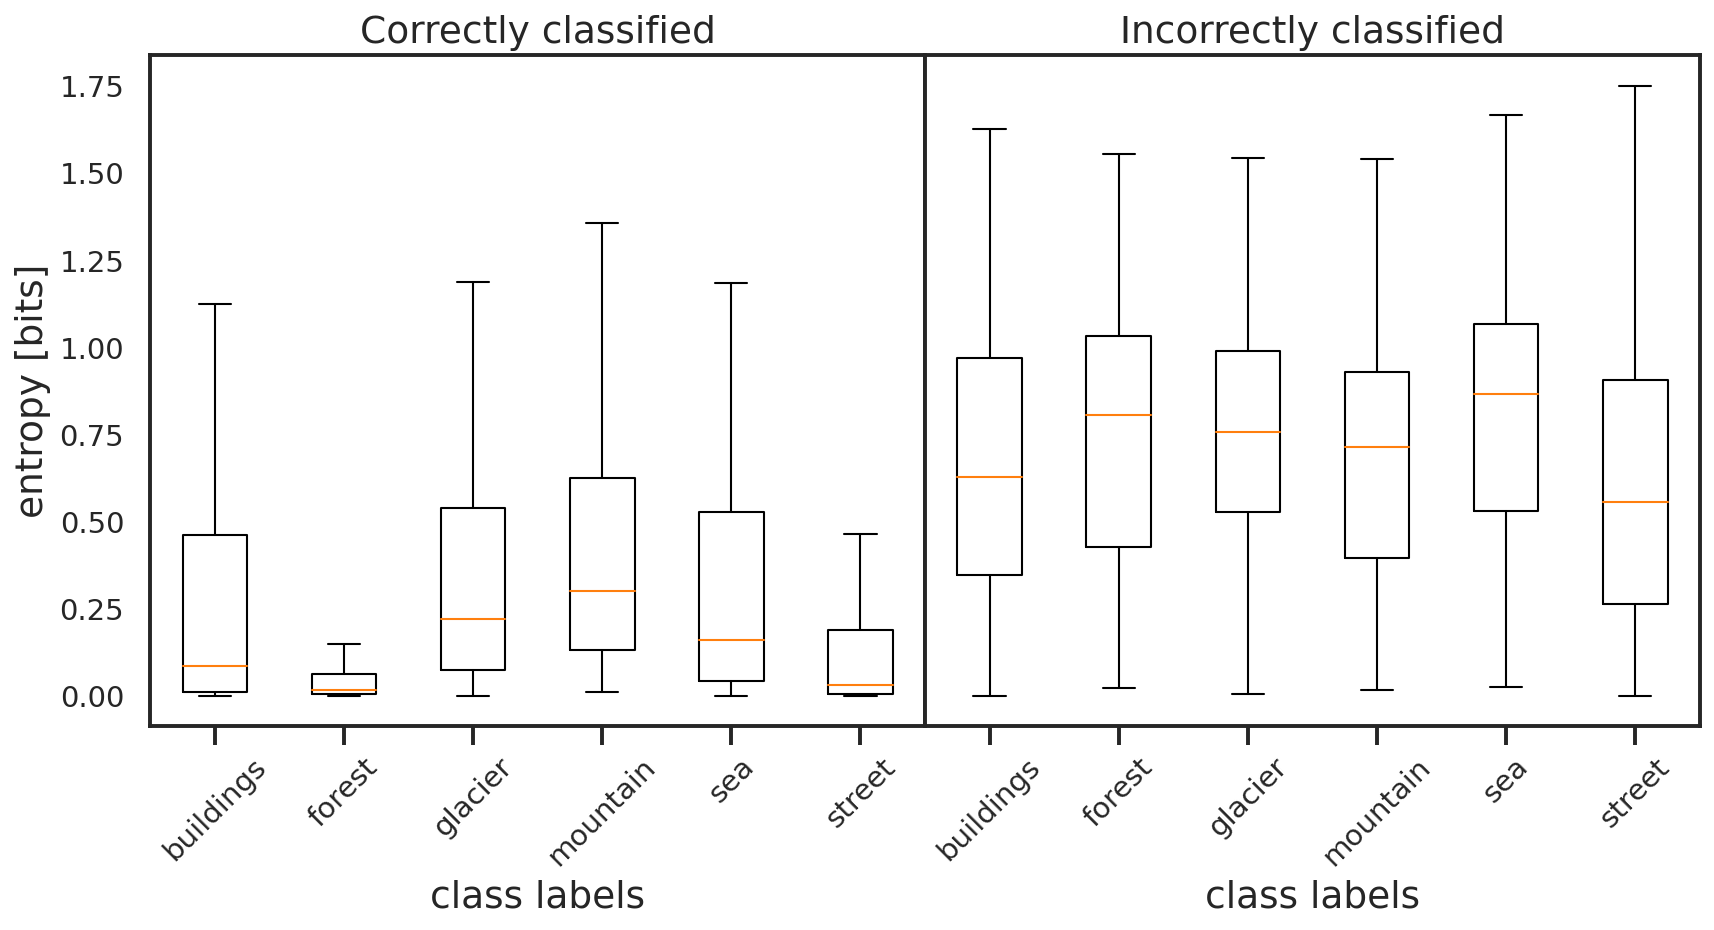 Correctly classified
Incorrectly classified
entropy [bits]
1.75
1.50
1.25
1.00
0.75
0.50
0.25
0.00
buildings
forest
glacier
mountain
sea
street
buildings
forest
glacier
mountain
sea
street
class labels
class labels